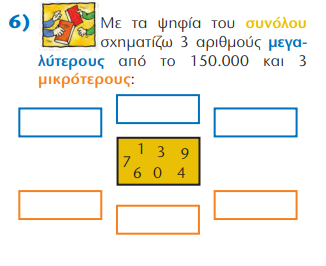 6) Με τα ψηφία του συνόλου
σχηματίζω 3 αριθμούς μεγα-
λύτερους από το 150.000 και 3
μικρότερους:
7 1 3 9
6 0 4